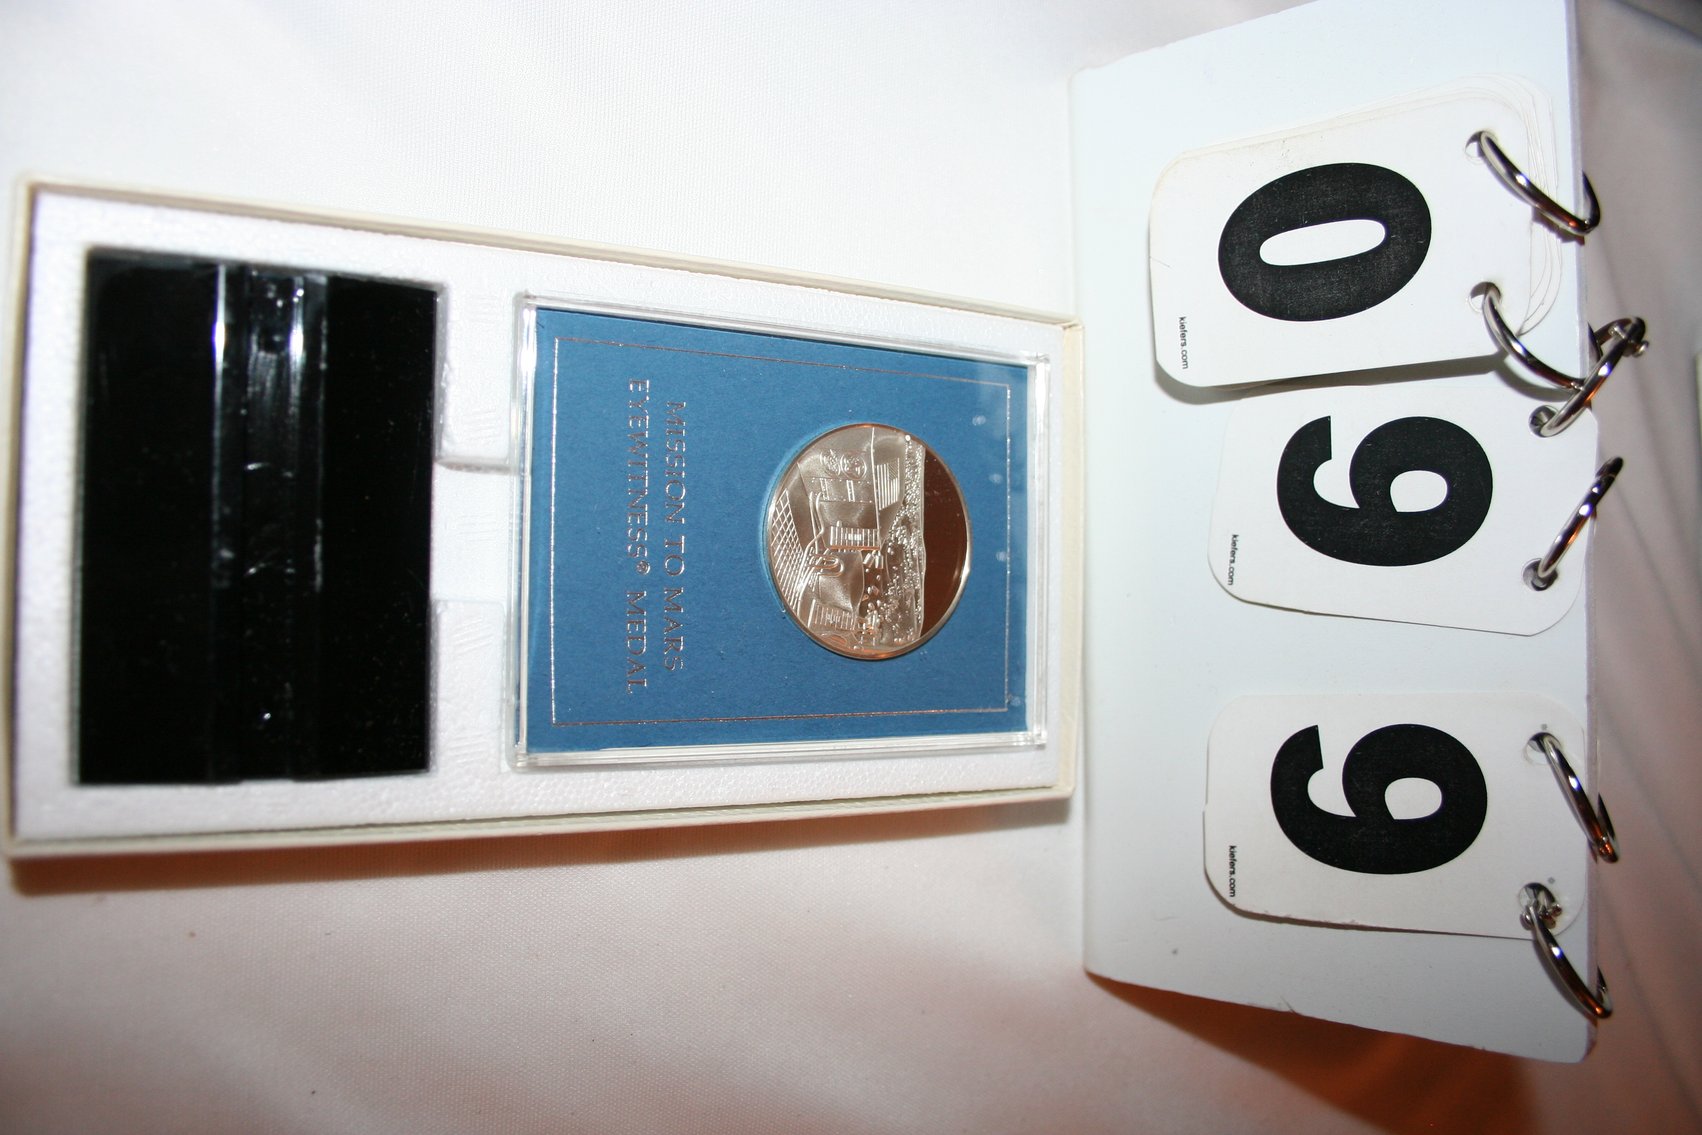 0 9 9
kiefers.com kiefers.com kiefers.com
MISSION TO MARS
EYEWITNESS® MEDAL